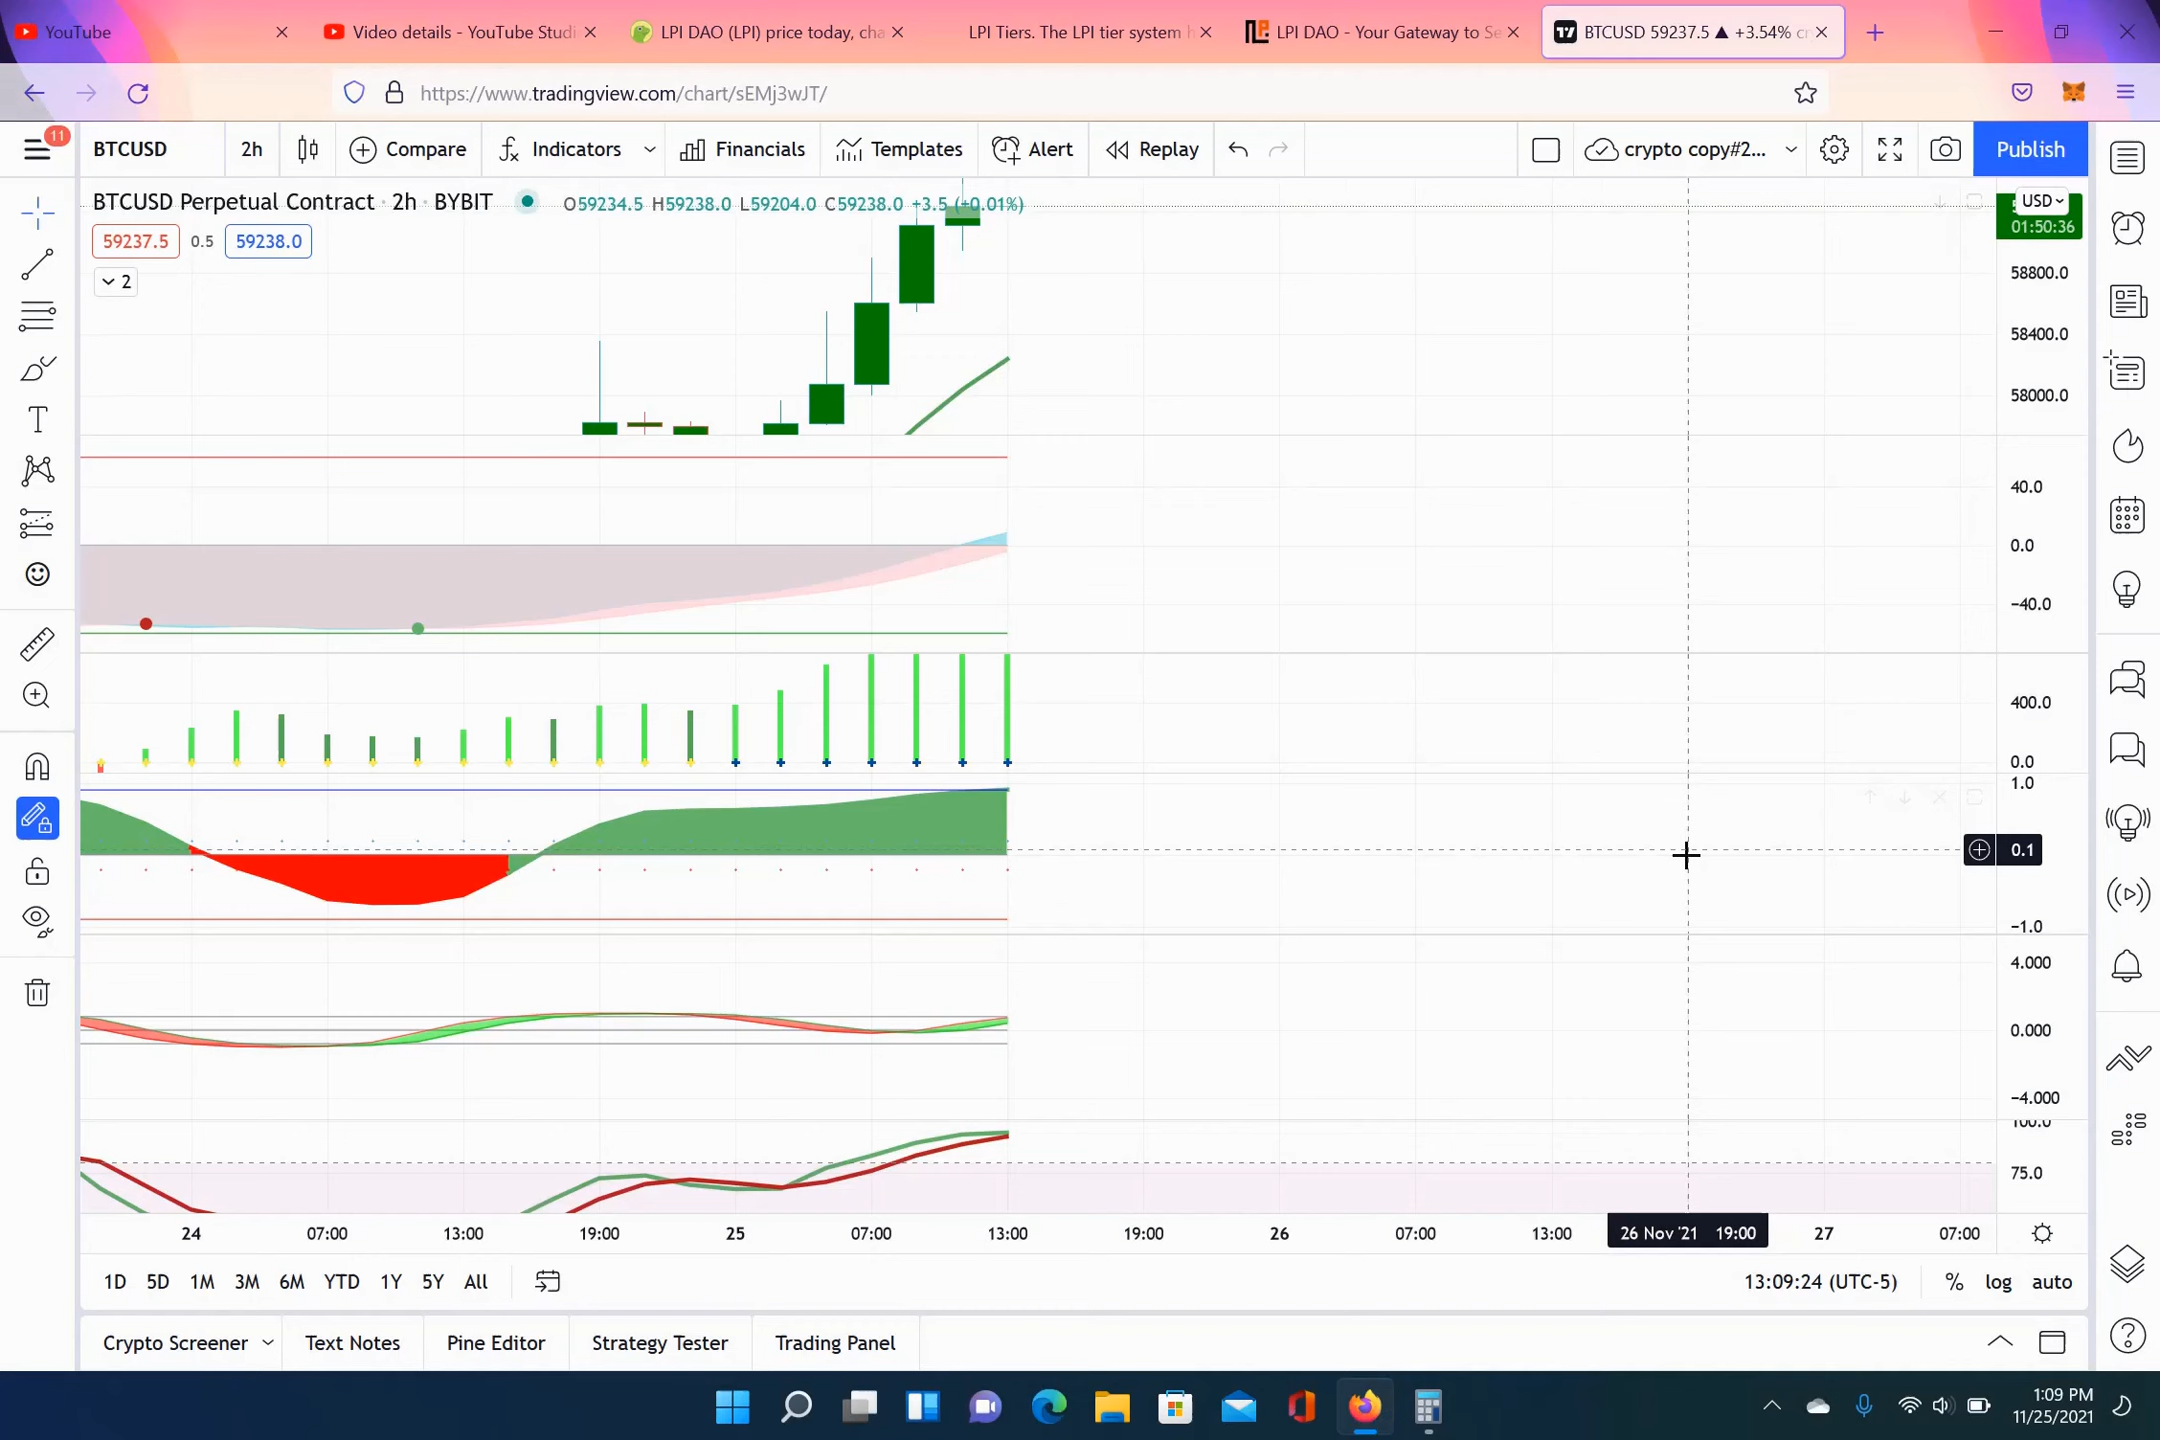 YouTube
Video details - YouTube Studi
LPI DAO (LPI) price today, cha
LPI Tiers. The LPI tier system h
LPI DAO - Your Gateway to Se
BTCUSD 59237.5 ▲ +3.54% cr
https://www.tradingview.com/chart/sEMj3wJT/
11
BTCUSD
2h
Compare
Indicators
Financials
Templates
Alert
Replay
crypto copy#2...
Publish
BTCUSD Perpetual Contract · 2h · BYBIT
O59234.5 H59238.0 L59204.0 C59238.0 +3.5 (+0.01%)
USD
01:50:36
59237.5
0.5
59238.0
2
58800.0
58400.0
58000.0
40.0
0.0
−40.0
400.0
0.0
1.0
0.1
−1.0
4.000
0.000
−4.000
100.0
75.0
24
07:00
13:00
19:00
25
07:00
13:00
19:00
26
07:00
13:00
26 Nov '21 19:00
27
07:00
1D
5D
1M
3M
6M
YTD
1Y
5Y
All
13:09:24 (UTC-5)
%
log
auto
Crypto Screener
Text Notes
Pine Editor
Strategy Tester
Trading Panel
1:09 PM
11/25/2021